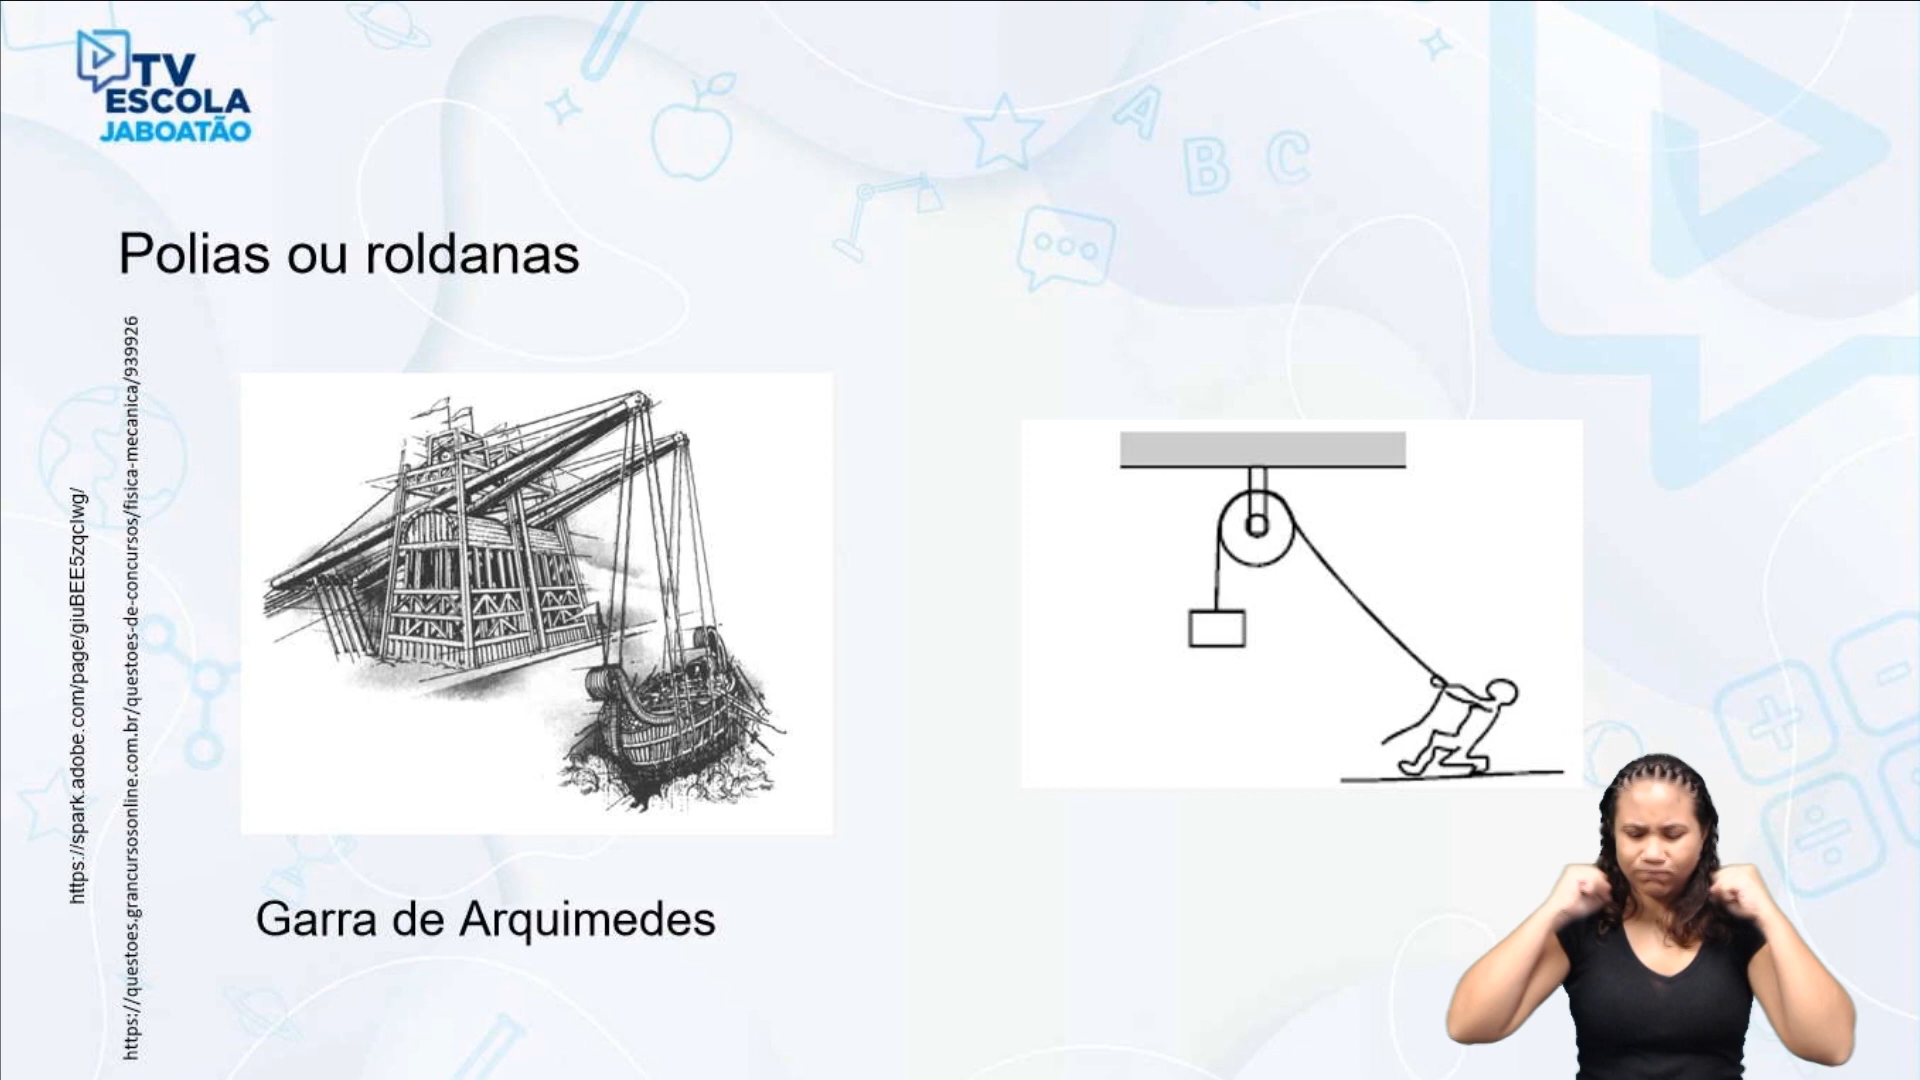 TV
ESCOLA
JABOATÃO
A B C
Polias ou roldanas
https://spark.adobe.com/page/giuBEE5zqclwg/
https://questoes.grancursosonline.com.br/questoes-de-concursos/fisica-mecanica/939926
Garra de Arquimedes